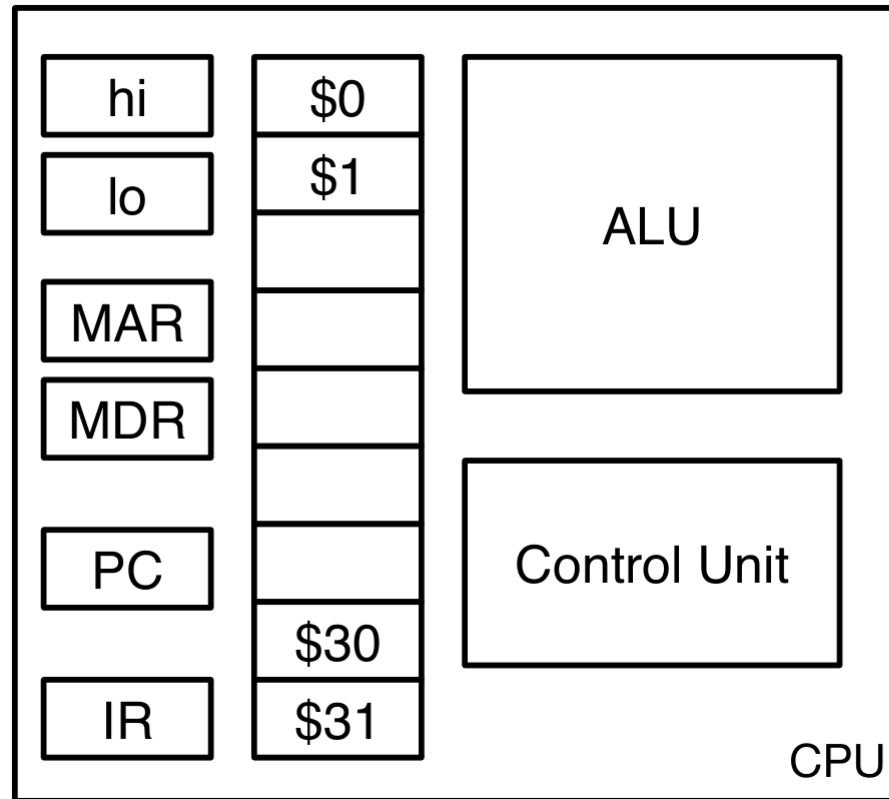 hi
lo
MAR
MDR
PC
IR
$0
$1
$30
$31
ALU
Control Unit
CPU